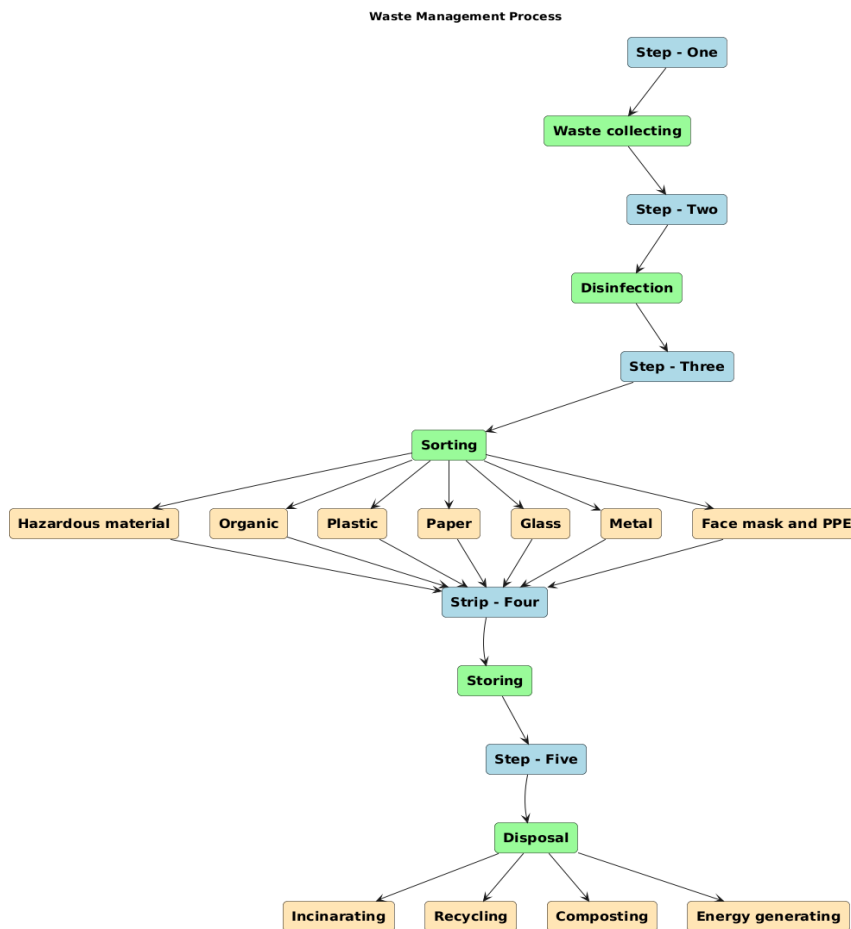 Waste Management Process
Step - One
Waste collecting
Step - Two
Disinfection
Step - Three
Sorting
Hazardous material
Organic
Plastic
Paper
Glass
Metal
Face mask and PPE
Strip - Four
Storing
Step - Five
Disposal
Incinarating
Recycling
Composting
Energy generating